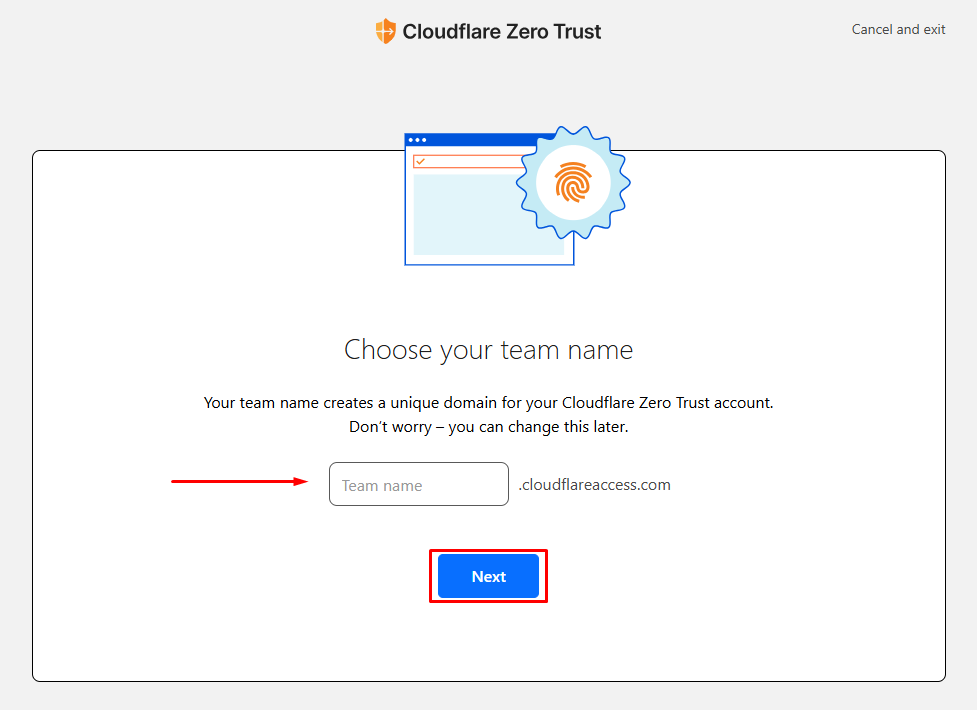 Cloudflare Zero Trust
Cancel and exit
Choose your team name
Your team name creates a unique domain for your Cloudflare Zero Trust account.
Don't worry – you can change this later.
Team name
.cloudflareaccess.com
Next